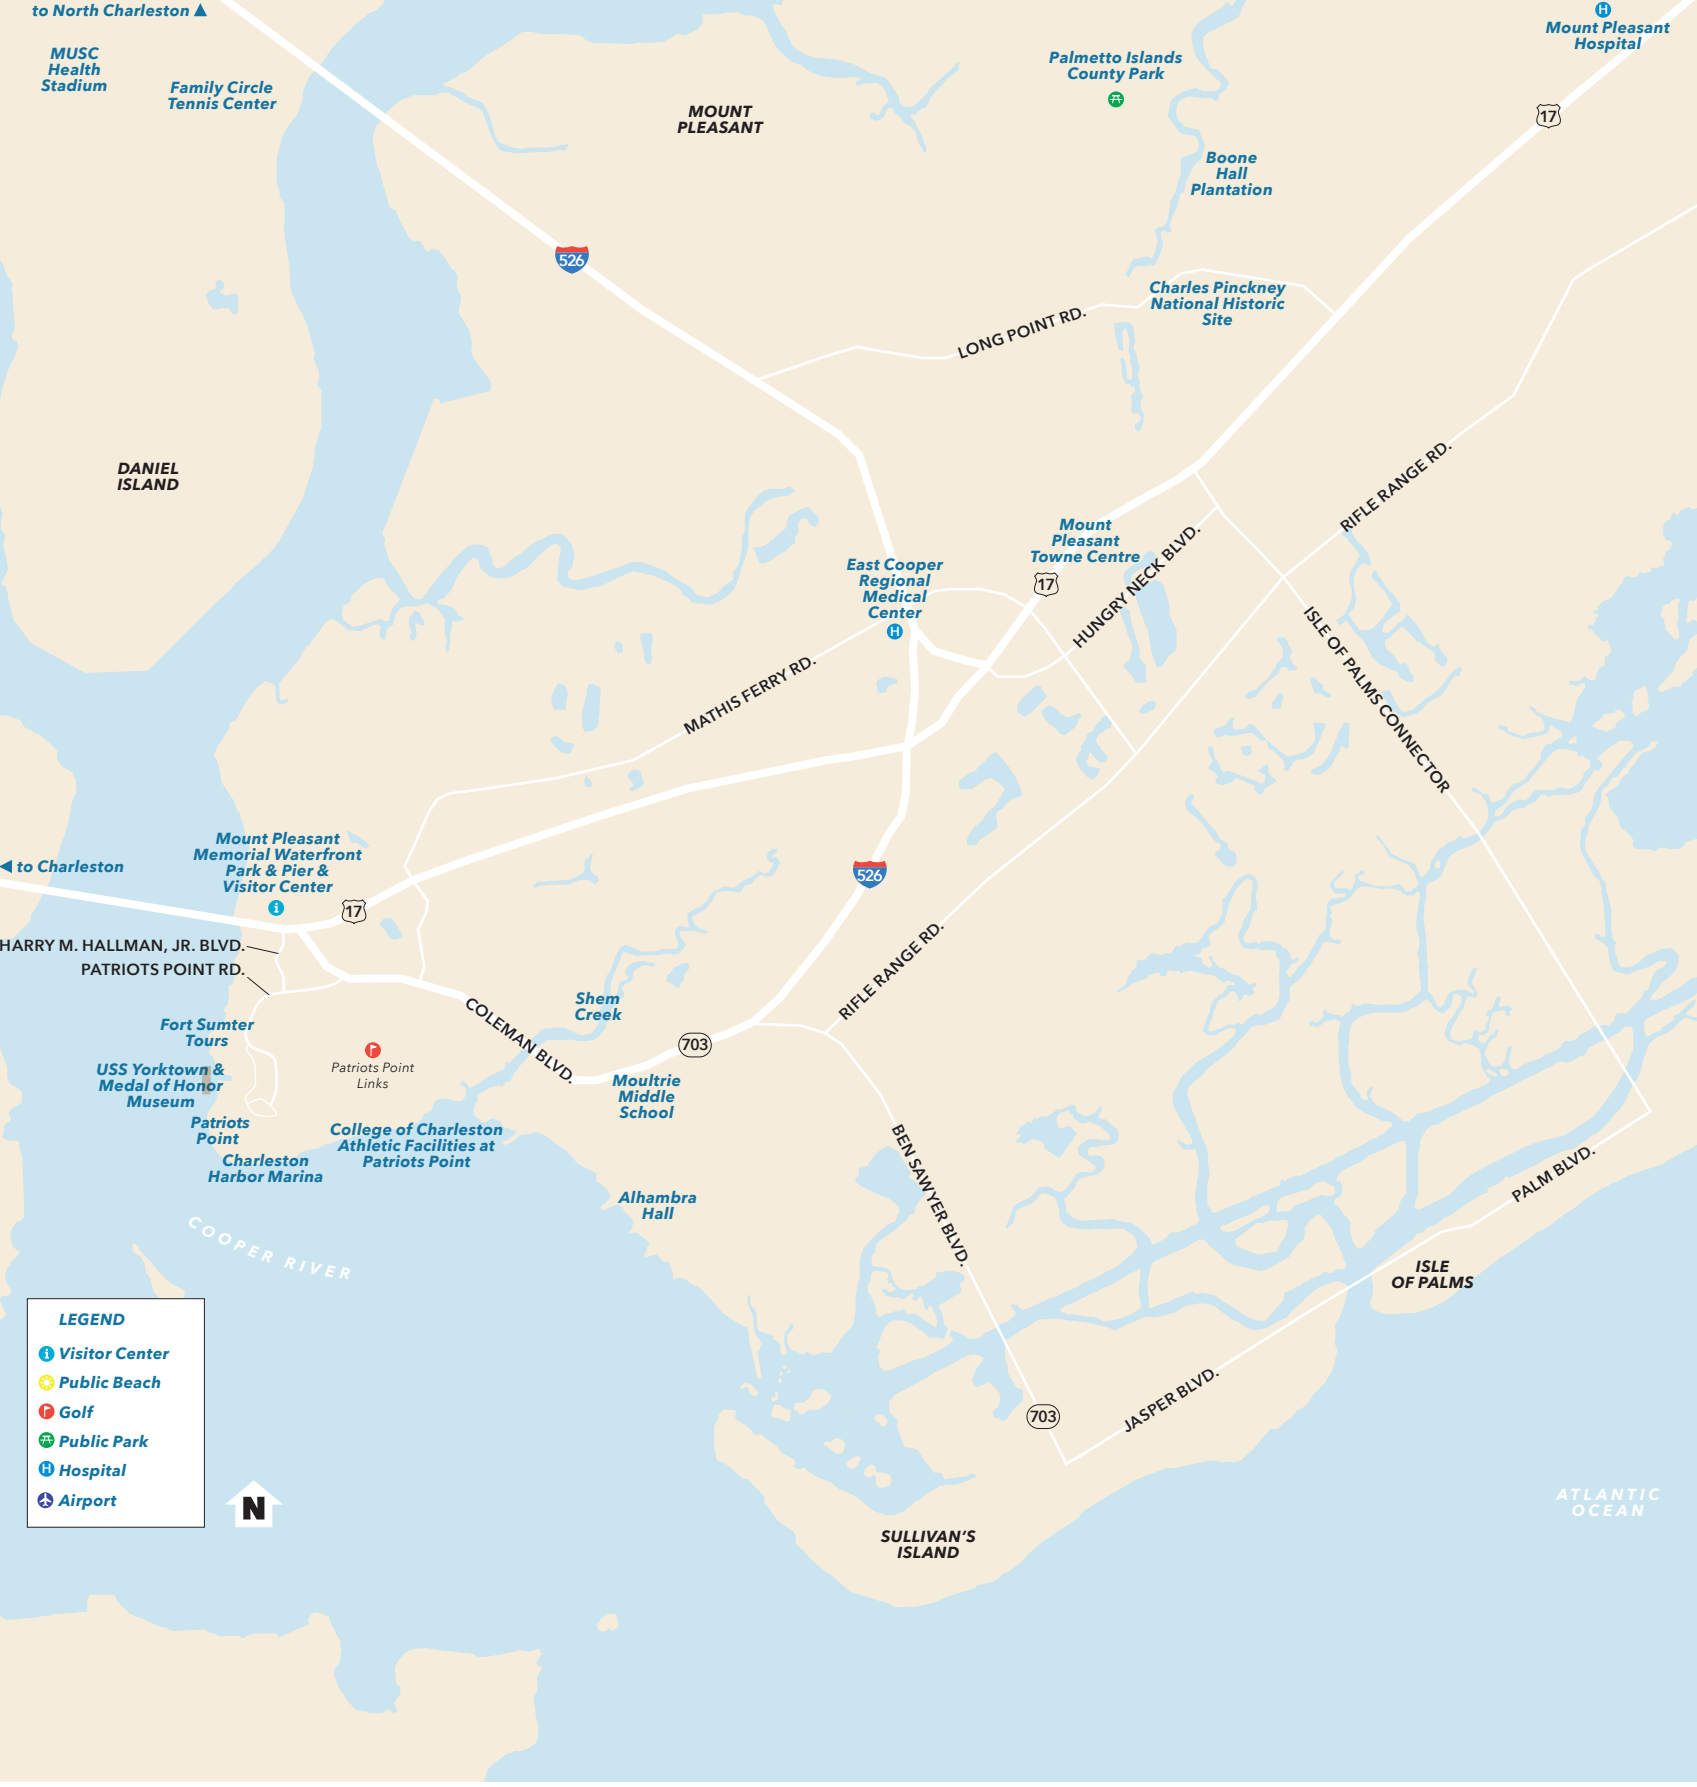 to North Charleston
MUSC
Health
Stadium
Family Circle
Tennis Center
MOUNT
PLEASANT
Palmetto Islands
County Park
H
Mount Pleasant
Hospital
17
Boone
Hall
Plantation
526
Charles Pinckney
National Historic
Site
LONG POINT RD.
DANIEL
ISLAND
RIFLE RANGE RD.
Mount
Pleasant
Towne Centre
17
HUNGRY NECK BLVD.
East Cooper
Regional
Medical
Center
H
ISLE OF PALMS CONNECTOR
MATHIS FERRY RD.
Mount Pleasant
Memorial Waterfront
Park & Pier &
Visitor Center
i
to Charleston
17
526
HARRY M. HALLMAN, JR. BLVD.
PATRIOTS POINT RD.
RIFLE RANGE RD.
COLEMAN BLVD.
Shem
Creek
703
Fort Sumter
Tours
Patriots Point
Links
USS Yorktown &
Medal of Honor
Museum
Moultrie
Middle
School
Patriots
Point
College of Charleston
Athletic Facilities at
Patriots Point
Charleston
Harbor Marina
BEN SAWYER BLVD.
Alhambra
Hall
PALM BLVD.
COOPER RIVER
ISLE
OF PALMS
LEGEND
i Visitor Center
Public Beach
Golf
Public Park
H Hospital
Airport
N
JASPER BLVD.
703
ATLANTIC
OCEAN
SULLIVAN'S
ISLAND